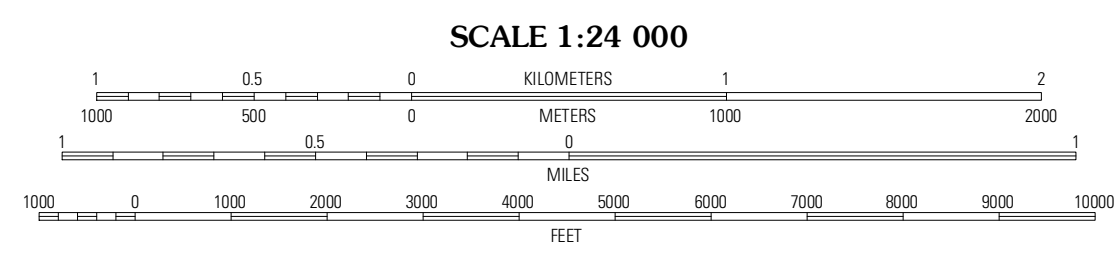 SCALE 1:24 000
1 0.5 0 KILOMETERS 1 2
1000 500 0 METERS 1000 2000
1 0.5 0 1
MILES
1000 0 1000 2000 3000 4000 5000 6000 7000 8000 9000 10000
FEET